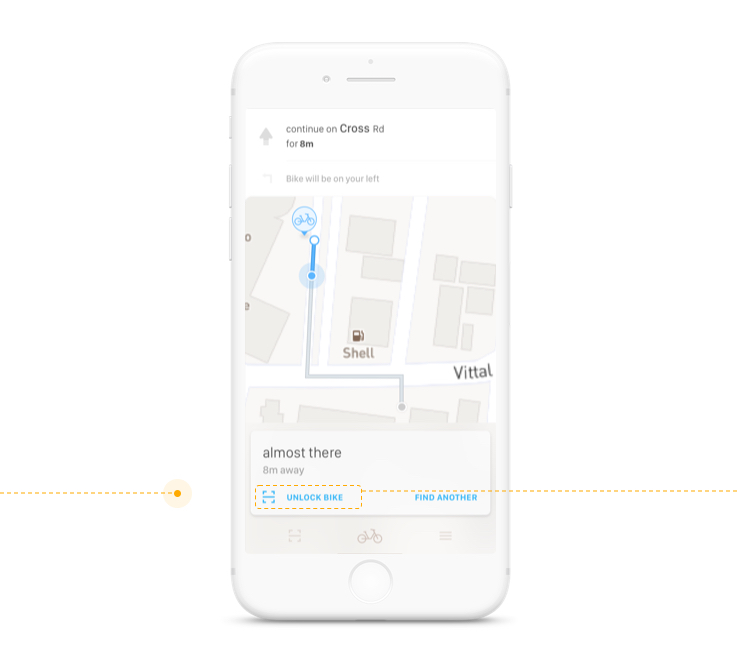 continue on Cross Rd
for 8m
Bike will be on your left
o
e
Shell
Vittal
almost there
8m away
UNLOCK BIKE
FIND ANOTHER